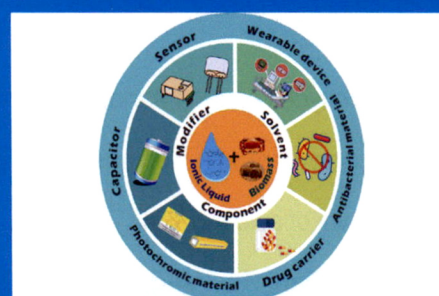 Sensor
Wearable device
Antibacterial material
Drug carrier
Photochromic material
Capacitor
Modifier
Solvent
Component
Ionic Liquid
+
Biomass